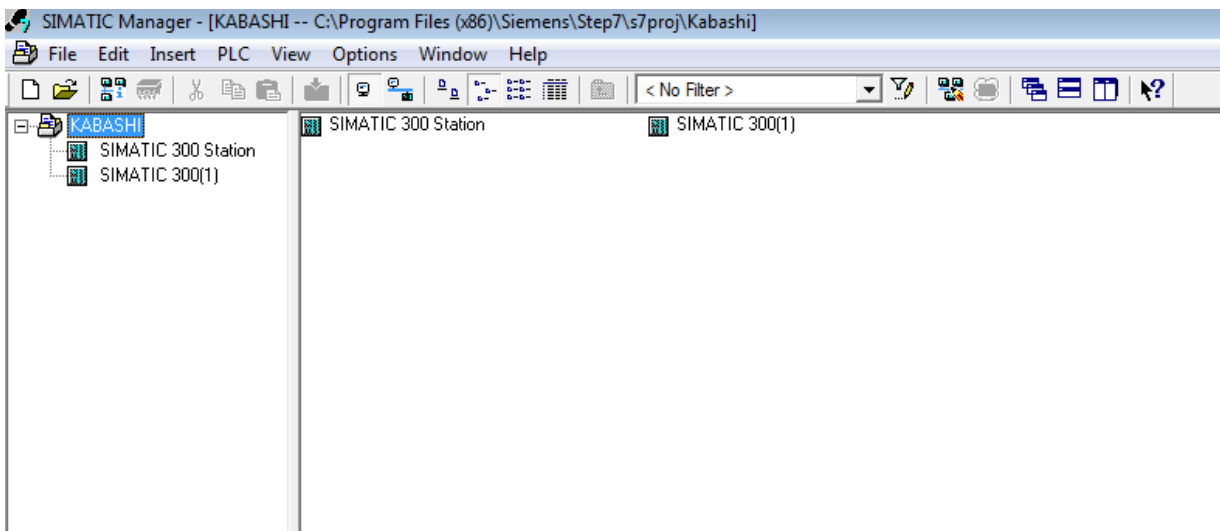 SIMATIC Manager - [KABASHI -- C:\Program Files (x86)\Siemens\Step7\s7proj\Kabashi]
File Edit Insert PLC View Options Window Help
< No Filter >
KABASHI
SIMATIC 300 Station
SIMATIC 300(1)
SIMATIC 300 Station SIMATIC 300(1)